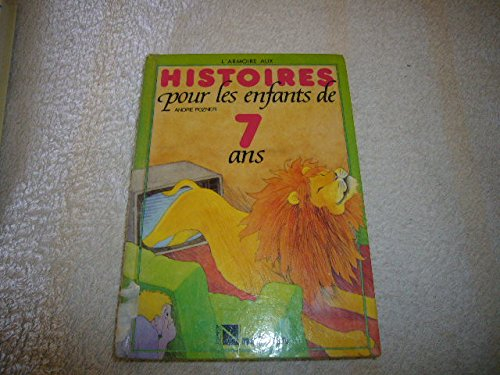 L'ARMOIRE AUX
HISTOIRES
pour les enfants de
ANDRÉ POZNER
7
ans